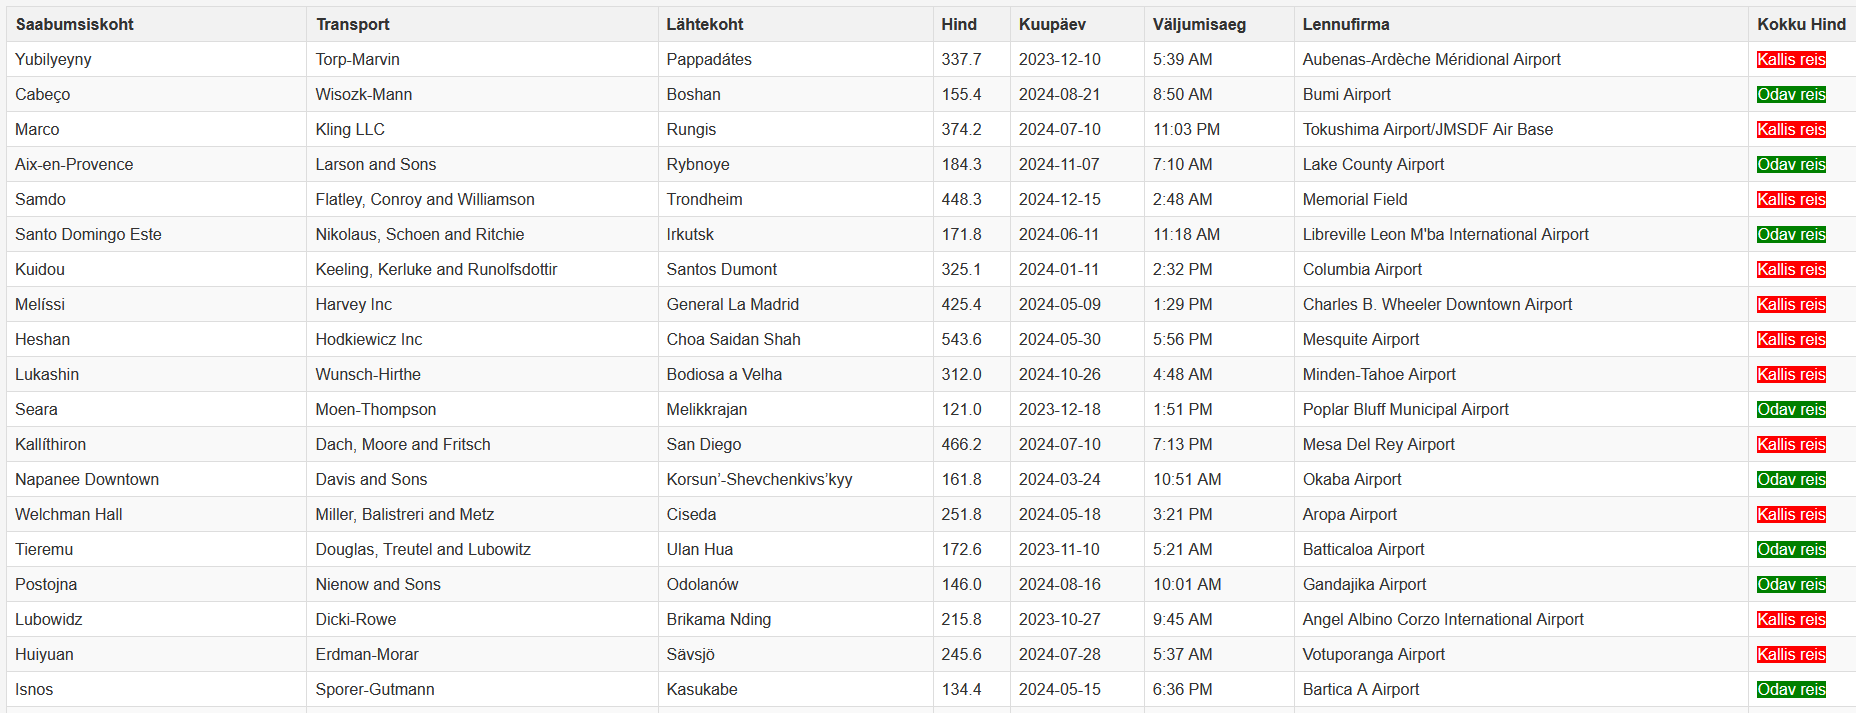 Saabumsiskoht Transport Lähtekoht Hind Kuupäev Väljumisaeg Lennufirma Kokku Hind
Yubilyeyny Torp-Marvin Pappadátes 337.7 2023-12-10 5:39 AM Aubenas-Ardèche Méridional Airport Kallis reis
Cabeço Wisozk-Mann Boshan 155.4 2024-08-21 8:50 AM Bumi Airport Odav reis
Marco Kling LLC Rungis 374.2 2024-07-10 11:03 PM Tokushima Airport/JMSDF Air Base Kallis reis
Aix-en-Provence Larson and Sons Rybnoye 184.3 2024-11-07 7:10 AM Lake County Airport Odav reis
Samdo Flatley, Conroy and Williamson Trondheim 448.3 2024-12-15 2:48 AM Memorial Field Kallis reis
Santo Domingo Este Nikolaus, Schoen and Ritchie Irkutsk 171.8 2024-06-11 11:18 AM Libreville Leon M'ba International Airport Odav reis
Kuidou Keeling, Kerluke and Runolfsdottir Santos Dumont 325.1 2024-01-11 2:32 PM Columbia Airport Kallis reis
Melíssi Harvey Inc General La Madrid 425.4 2024-05-09 1:29 PM Charles B. Wheeler Downtown Airport Kallis reis
Heshan Hodkiewicz Inc Choa Saidan Shah 543.6 2024-05-30 5:56 PM Mesquite Airport Kallis reis
Lukashin Wunsch-Hirthe Bodiosa a Velha 312.0 2024-10-26 4:48 AM Minden-Tahoe Airport Kallis reis
Seara Moen-Thompson Melikkrajan 121.0 2023-12-18 1:51 PM Poplar Bluff Municipal Airport Odav reis
Kallíthiron Dach, Moore and Fritsch San Diego 466.2 2024-07-10 7:13 PM Mesa Del Rey Airport Kallis reis
Napanee Downtown Davis and Sons Korsun’-Shevchenkivs’kyy 161.8 2024-03-24 10:51 AM Okaba Airport Odav reis
Welchman Hall Miller, Balistreri and Metz Ciseda 251.8 2024-05-18 3:21 PM Aropa Airport Kallis reis
Tieremu Douglas, Treutel and Lubowitz Ulan Hua 172.6 2023-11-10 5:21 AM Batticaloa Airport Odav reis
Postojna Nienow and Sons Odolanów 146.0 2024-08-16 10:01 AM Gandajika Airport Odav reis
Lubowidz Dicki-Rowe Brikama Nding 215.8 2023-10-27 9:45 AM Angel Albino Corzo International Airport Kallis reis
Huiyuan Erdman-Morar Sävsjö 245.6 2024-07-28 5:37 AM Votuporanga Airport Kallis reis
Isnos Sporer-Gutmann Kasukabe 134.4 2024-05-15 6:36 PM Bartica A Airport Odav reis